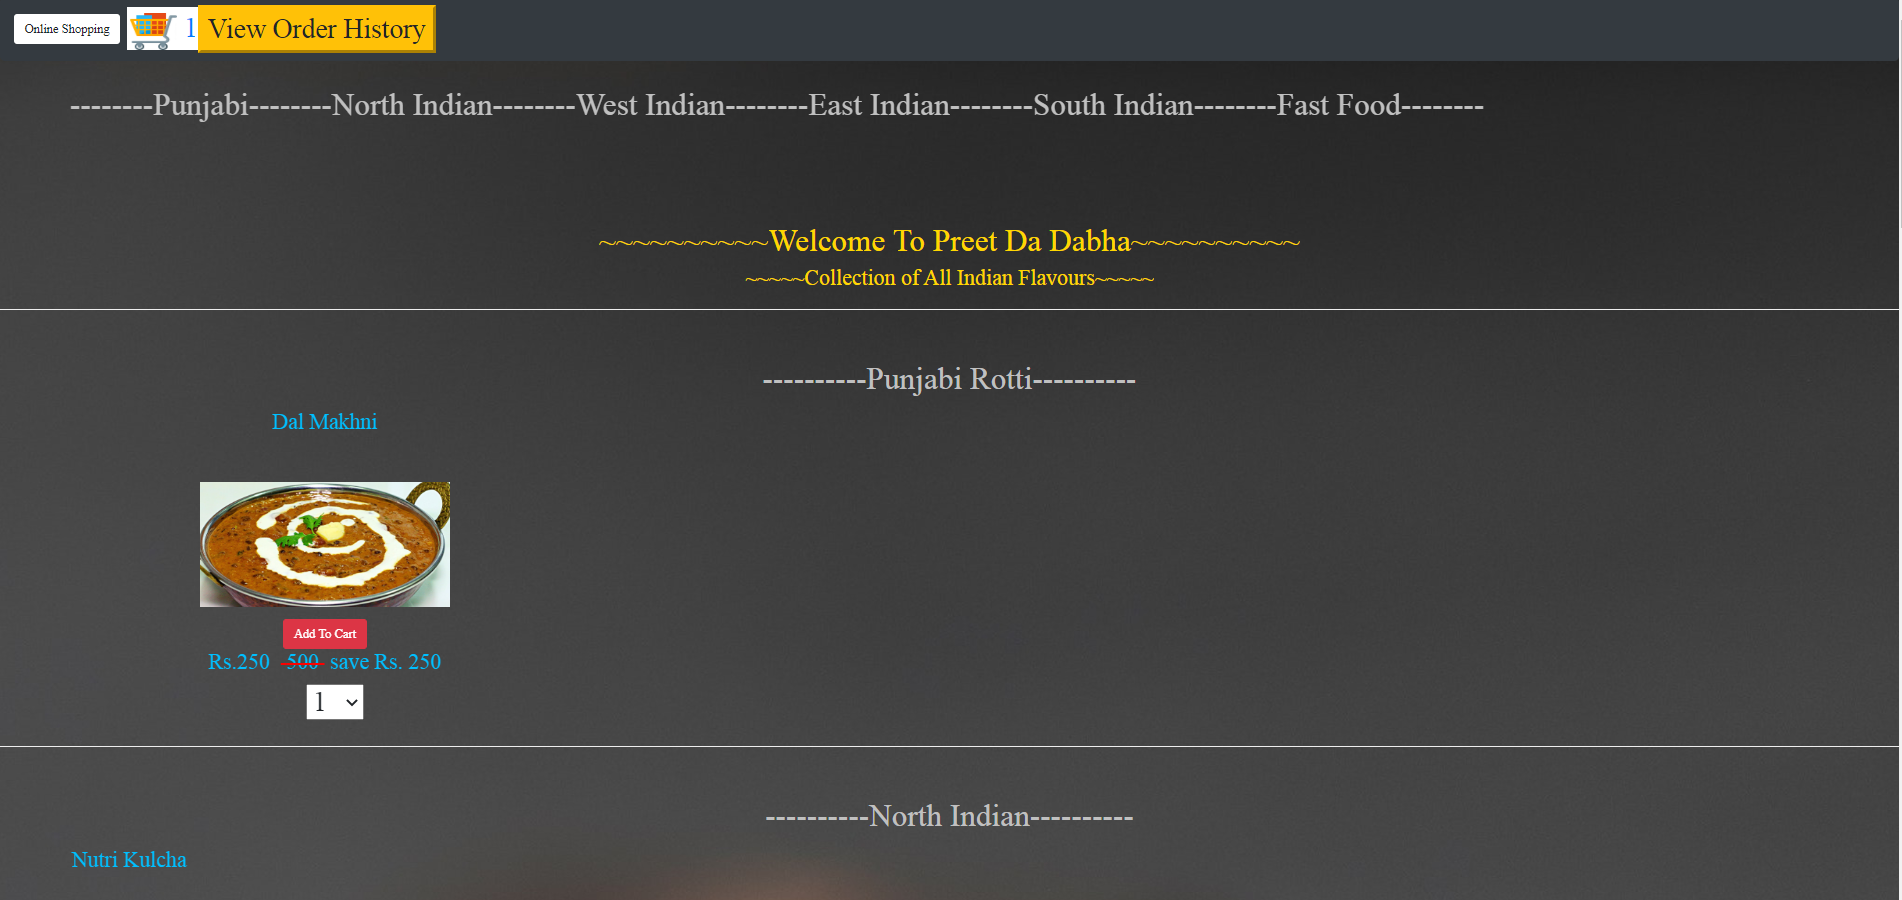 Online Shopping 1 View Order History
--------Punjabi--------North Indian--------West Indian--------East Indian--------South Indian--------Fast Food--------
~~~~~~~~~~Welcome To Preet Da Dabha~~~~~~~~~~
~~~~~Collection of All Indian Flavours~~~~~
----------Punjabi Rotti----------
Dal Makhni
Add To Cart
Rs.250 500 save Rs. 250
1
----------North Indian----------
Nutri Kulcha